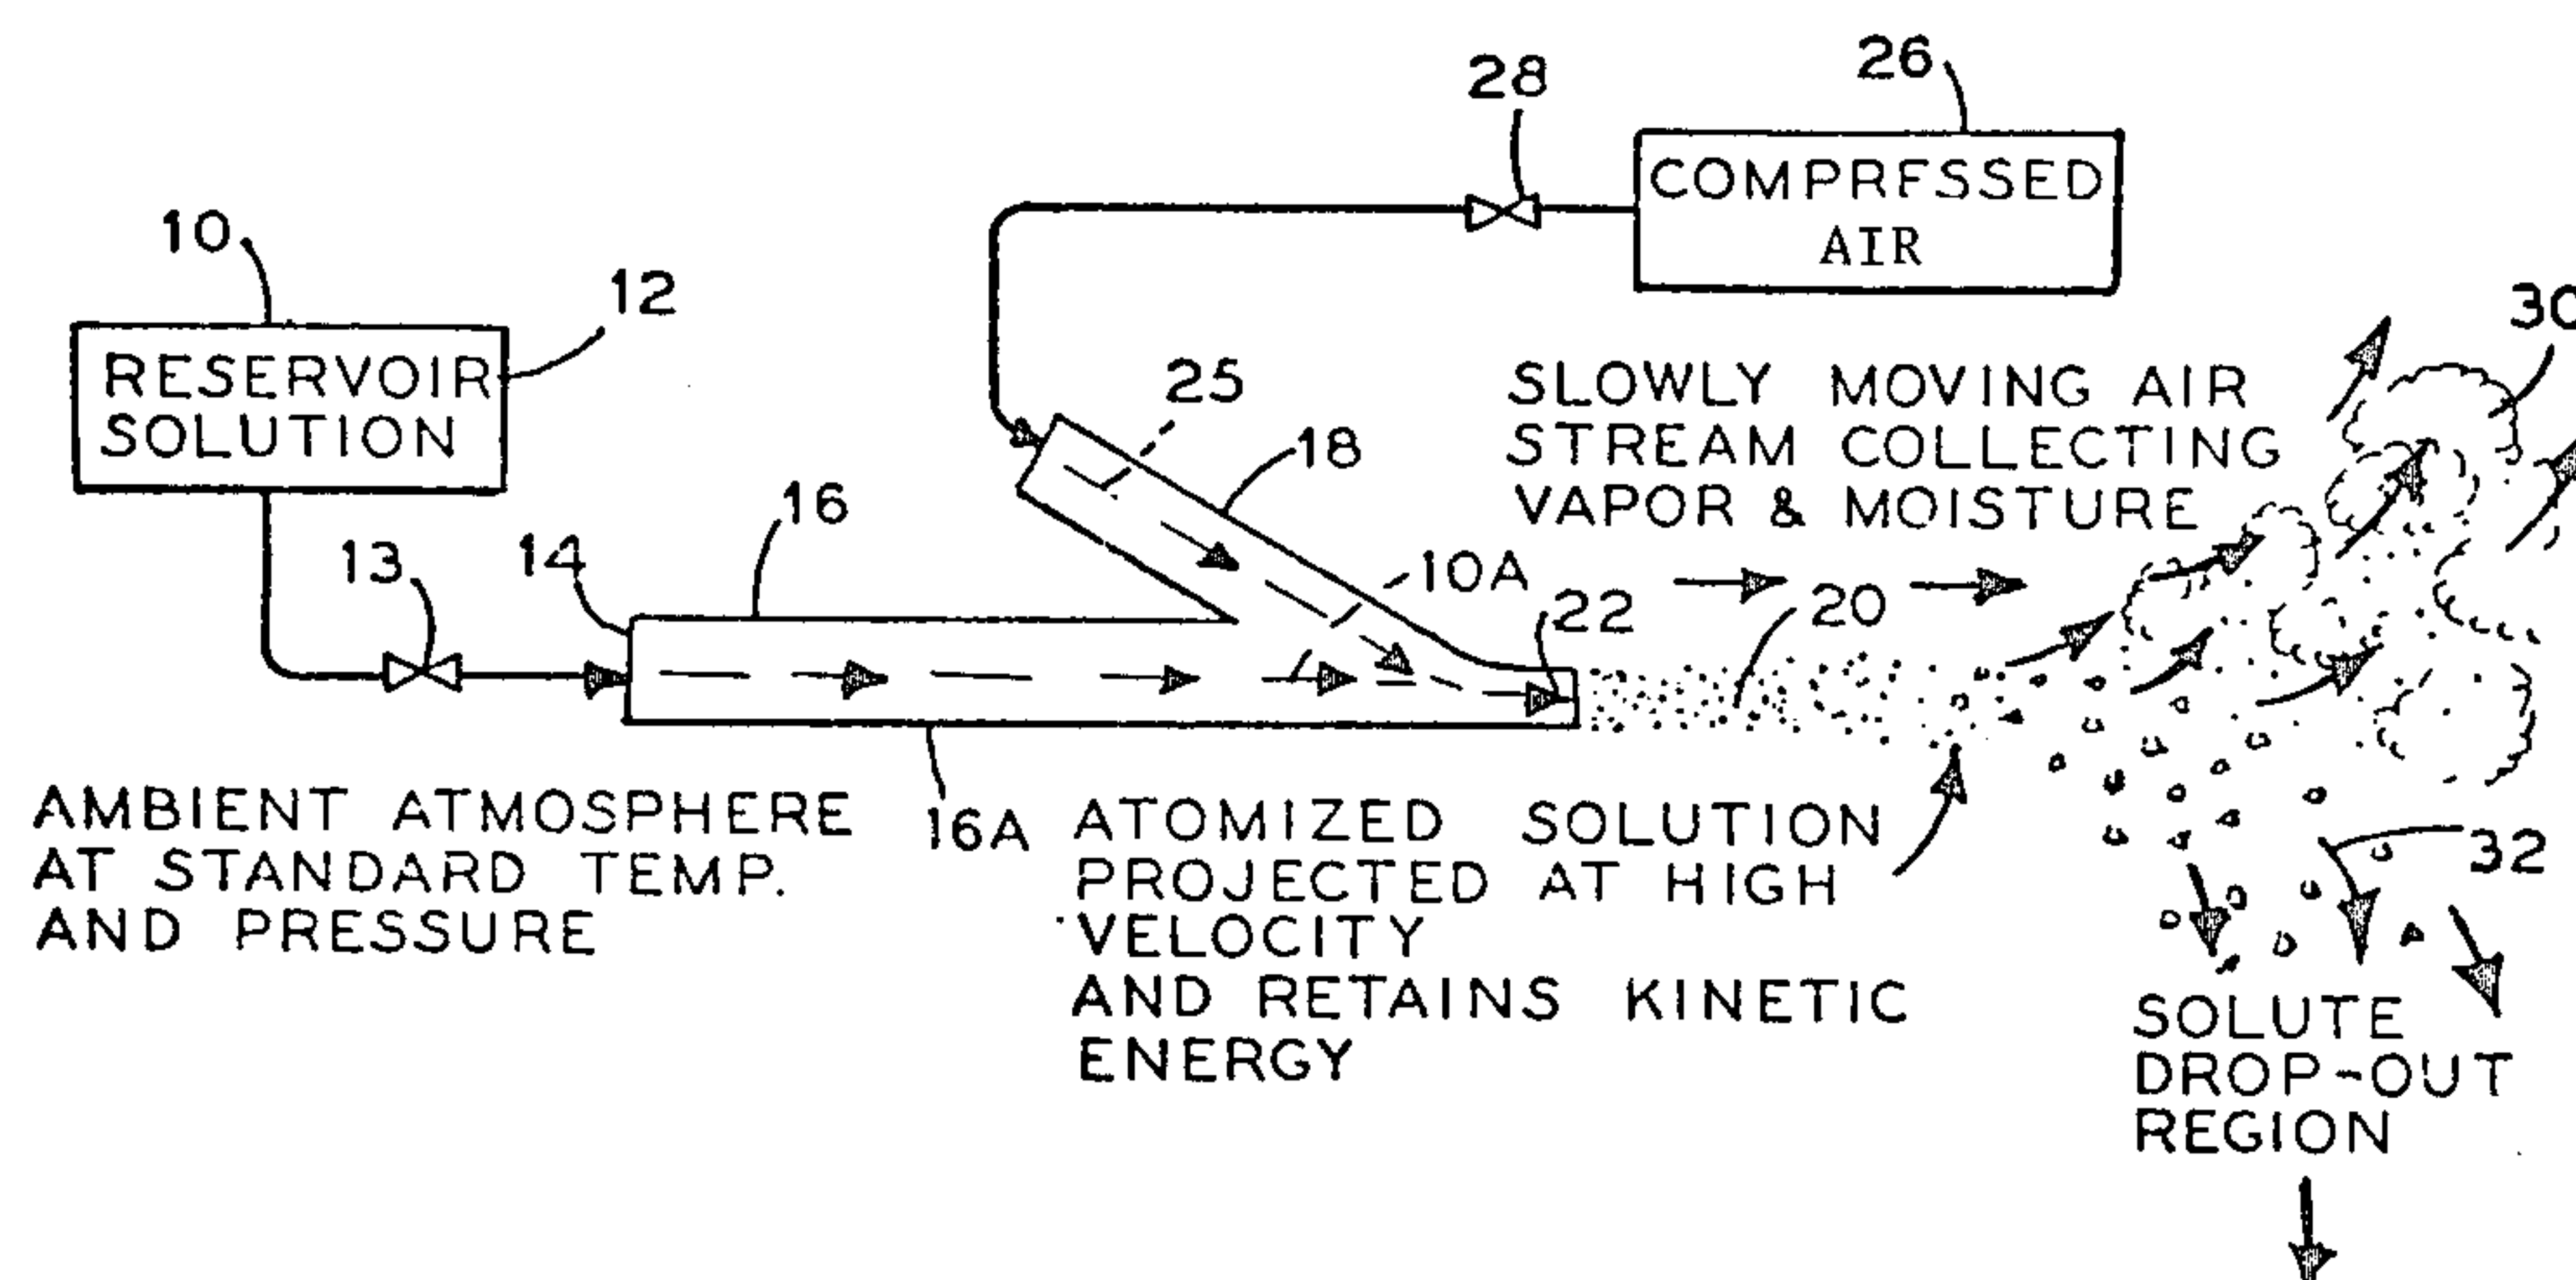 28
26
COMPRFSSED
AIR
10
12
RESERVOIR
SOLUTION
30
25
18
SLOWLY MOVING AIR
STREAM COLLECTING
VAPOR & MOISTURE
16
13
14
10A
22
20
AMBIENT ATMOSPHERE
AT STANDARD TEMP.
AND PRESSURE
16A
ATOMIZED SOLUTION
PROJECTED AT HIGH
VELOCITY
AND RETAINS KINETIC
ENERGY
32
SOLUTE
DROP-OUT
REGION